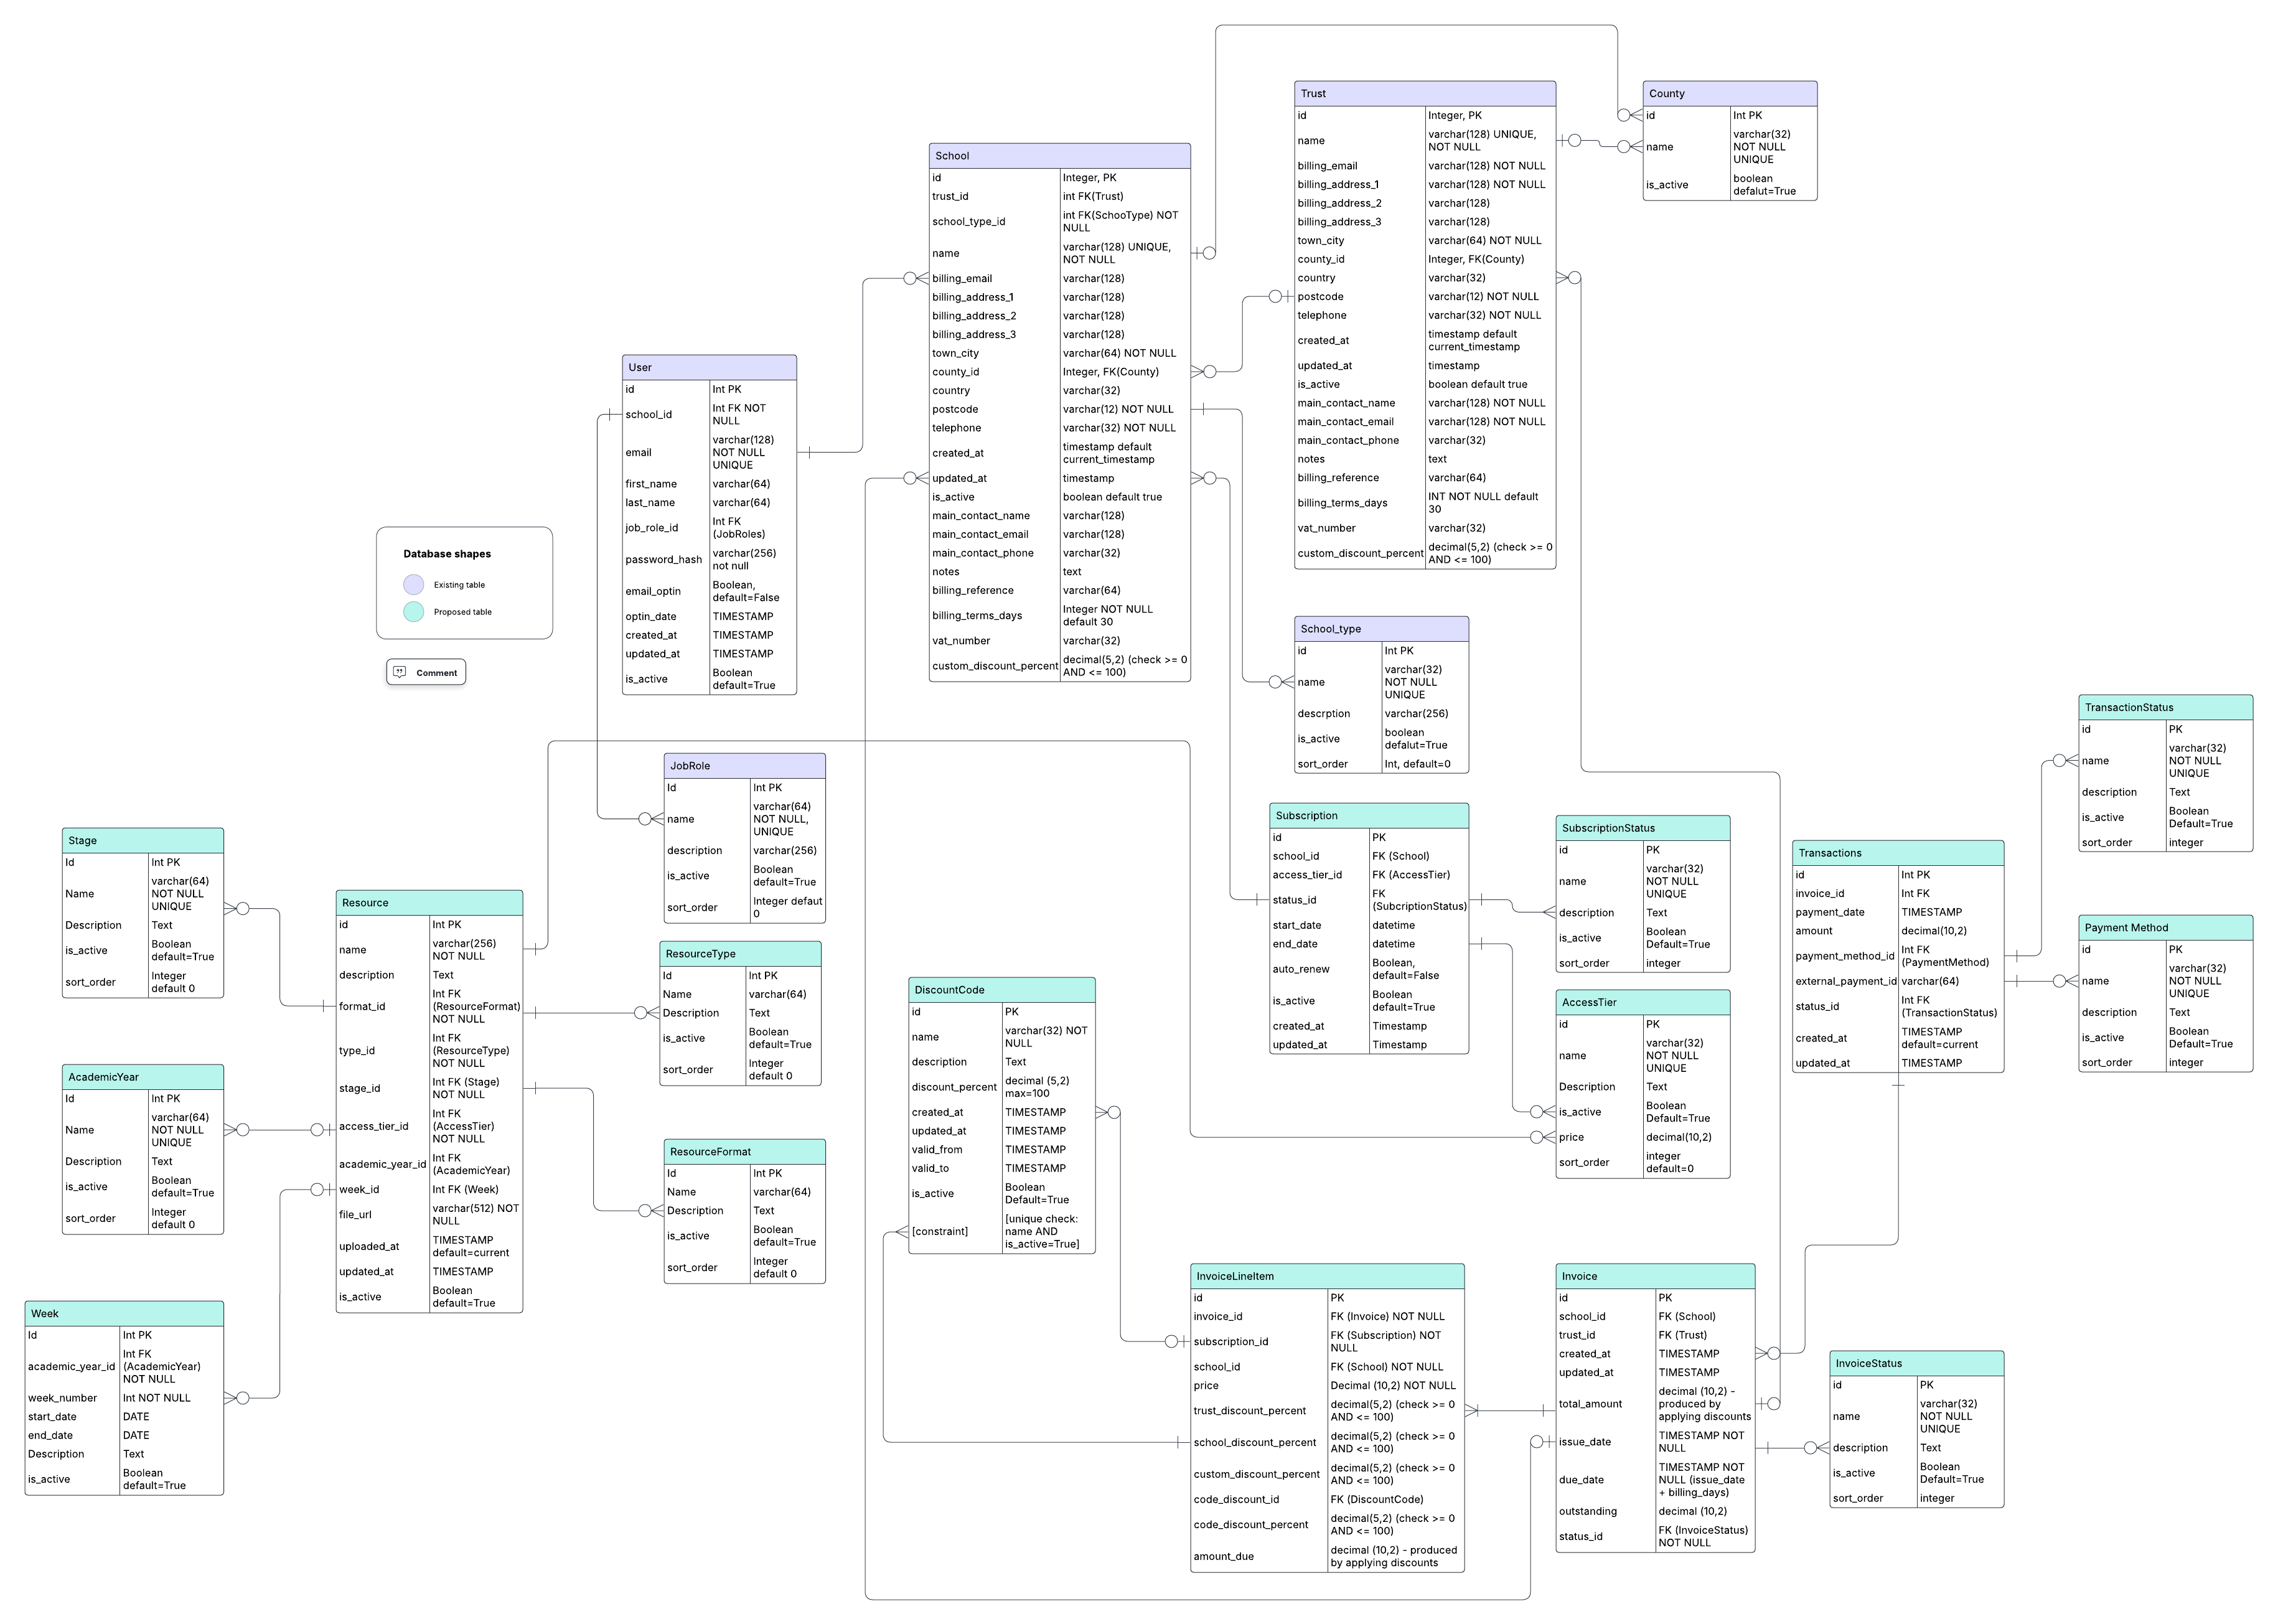 Trust
id Integer, PK
name varchar(128) UNIQUE,
NOT NULL
billing_email varchar(128) NOT NULL
billing_address_1 varchar(128) NOT NULL
billing_address_2 varchar(128)
billing_address_3 varchar(128)
town_city varchar(64) NOT NULL
county_id Integer, FK(County)
country varchar(32)
postcode varchar(12) NOT NULL
telephone varchar(32) NOT NULL
created_at timestamp default
current_timestamp
updated_at timestamp
is_active boolean default true
main_contact_name varchar(128) NOT NULL
main_contact_email varchar(128) NOT NULL
main_contact_phone varchar(32)
notes text
billing_reference varchar(64)
billing_terms_days INT NOT NULL default
30
vat_number varchar(32)
custom_discount_percent decimal(5,2) (check >= 0
AND <= 100)
County
id Int PK
name varchar(32)
NOT NULL
UNIQUE
is_active boolean
defalut=True
School
id Integer, PK
trust_id int FK(Trust)
school_type_id int FK(SchooType) NOT
NULL
name varchar(128) UNIQUE,
NOT NULL
billing_email varchar(128)
billing_address_1 varchar(128)
billing_address_2 varchar(128)
billing_address_3 varchar(128)
town_city varchar(64) NOT NULL
county_id Integer, FK(County)
country varchar(32)
postcode varchar(12) NOT NULL
telephone varchar(32) NOT NULL
created_at timestamp default
current_timestamp
updated_at timestamp
is_active boolean default true
main_contact_name varchar(128)
main_contact_email varchar(128)
main_contact_phone varchar(32)
notes text
billing_reference varchar(64)
billing_terms_days Integer NOT NULL
default 30
vat_number varchar(32)
custom_discount_percent decimal(5,2) (check >= 0
AND <= 100)
User
id Int PK
school_id Int FK NOT
NULL
email varchar(128)
NOT NULL
UNIQUE
first_name varchar(64)
last_name varchar(64)
job_role_id Int FK
(JobRoles)
password_hash varchar(256)
not null
email_optin Boolean,
default=False
optin_date TIMESTAMP
created_at TIMESTAMP
updated_at TIMESTAMP
is_active Boolean
default=True
Database shapes
Existing table
Proposed table
Comment
School_type
id Int PK
name varchar(32)
NOT NULL
UNIQUE
descrption varchar(256)
is_active boolean
defalut=True
sort_order Int, default=0
TransactionStatus
id PK
name varchar(32)
NOT NULL
UNIQUE
description Text
is_active Boolean
Default=True
sort_order integer
JobRole
Id Int PK
name varchar(64)
NOT NULL,
UNIQUE
description varchar(256)
is_active Boolean
default=True
sort_order Integer defaut
0
Subscription
id PK
school_id FK (School)
access_tier_id FK (AccessTier)
status_id FK
(SubcriptionStatus)
start_date datetime
end_date datetime
auto_renew Boolean,
default=False
is_active Boolean
default=True
created_at Timestamp
updated_at Timestamp
SubscriptionStatus
id PK
name varchar(32)
NOT NULL
UNIQUE
description Text
is_active Boolean
Default=True
sort_order integer
Transactions
id Int PK
invoice_id Int FK
payment_date TIMESTAMP
amount decimal(10,2)
payment_method_id Int FK
(PaymentMethod)
external_payment_id varchar(64)
status_id Int FK
(TransactionStatus)
created_at TIMESTAMP
default=current
updated_at TIMESTAMP
Stage
Id Int PK
Name varchar(64)
NOT NULL
UNIQUE
Description Text
is_active Boolean
default=True
sort_order Integer
default 0
Resource
id Int PK
name varchar(256)
NOT NULL
description Text
format_id Int FK
(ResourceFormat)
NOT NULL
type_id Int FK
(ResourceType)
NOT NULL
stage_id Int FK (Stage)
NOT NULL
access_tier_id Int FK
(AccessTier)
NOT NULL
academic_year_id Int FK
(AcademicYear)
week_id Int FK (Week)
file_url varchar(512) NOT
NULL
uploaded_at TIMESTAMP
default=current
updated_at TIMESTAMP
is_active Boolean
default=True
ResourceType
Id Int PK
Name varchar(64)
Description Text
is_active Boolean
default=True
sort_order Integer
default 0
Payment Method
id PK
name varchar(32)
NOT NULL
UNIQUE
description Text
is_active Boolean
Default=True
sort_order integer
DiscountCode
id PK
name varchar(32) NOT
NULL
description Text
discount_percent decimal (5,2)
max=100
created_at TIMESTAMP
updated_at TIMESTAMP
valid_from TIMESTAMP
valid_to TIMESTAMP
is_active Boolean
Default=True
[constraint] [unique check:
name AND
is_active=True]
AccessTier
id PK
name varchar(32)
NOT NULL
UNIQUE
Description Text
is_active Boolean
Default=True
price decimal(10,2)
sort_order integer
default=0
AcademicYear
Id Int PK
Name varchar(64)
NOT NULL
UNIQUE
Description Text
is_active Boolean
default=True
sort_order Integer
default 0
ResourceFormat
Id Int PK
Name varchar(64)
Description Text
is_active Boolean
default=True
sort_order Integer
default 0
InvoiceLineItem
id PK
invoice_id FK (Invoice) NOT NULL
subscription_id FK (Subscription) NOT
NULL
school_id FK (School) NOT NULL
price Decimal (10,2) NOT NULL
trust_discount_percent decimal(5,2) (check >= 0
AND <= 100)
school_discount_percent decimal(5,2) (check >= 0
AND <= 100)
custom_discount_percent decimal(5,2) (check >= 0
AND <= 100)
code_discount_id FK (DiscountCode)
code_discount_percent decimal(5,2) (check >= 0
AND <= 100)
amount_due decimal (10,2) - produced
by applying discounts
Invoice
id PK
school_id FK (School)
trust_id FK (Trust)
created_at TIMESTAMP
updated_at TIMESTAMP
total_amount decimal (10,2) -
produced by
applying discounts
issue_date TIMESTAMP NOT
NULL
due_date TIMESTAMP NOT
NULL (issue_date
+ billing_days)
outstanding decimal (10,2)
status_id FK (InvoiceStatus)
NOT NULL
Week
Id Int PK
academic_year_id Int FK
(AcademicYear)
NOT NULL
week_number Int NOT NULL
start_date DATE
end_date DATE
Description Text
is_active Boolean
default=True
InvoiceStatus
id PK
name varchar(32)
NOT NULL
UNIQUE
description Text
is_active Boolean
Default=True
sort_order integer